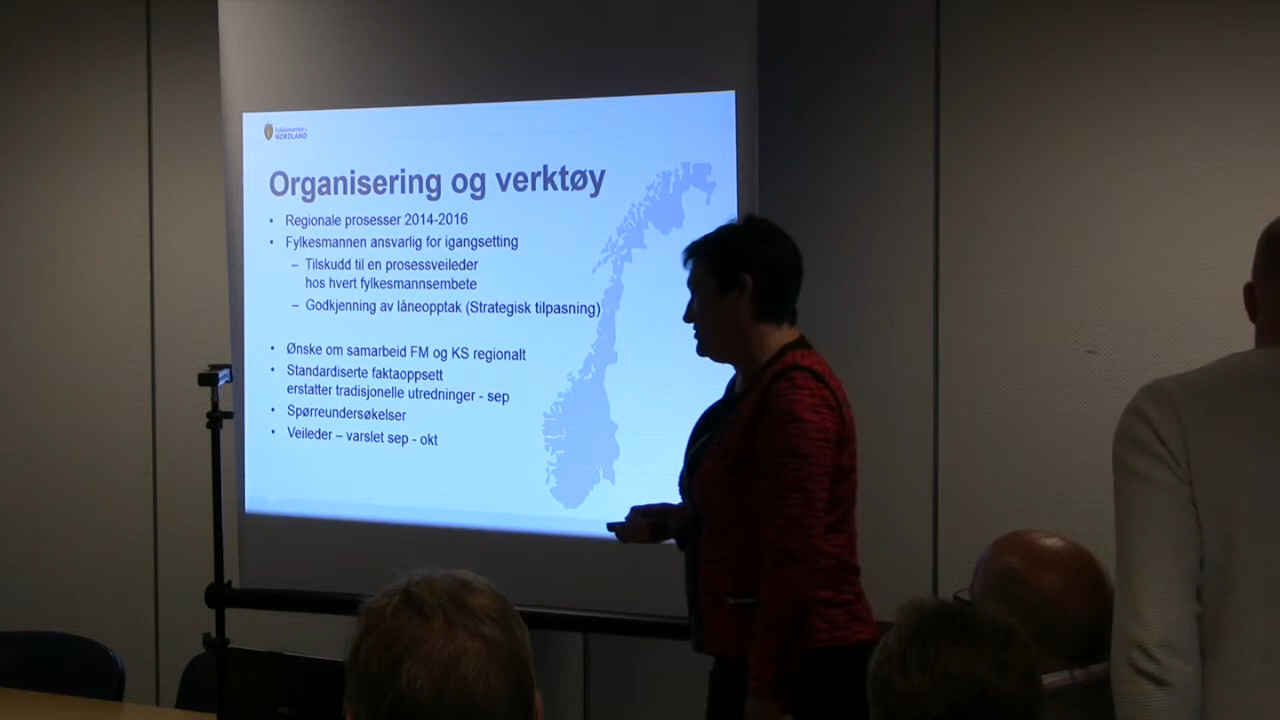 Fylkesmannen i
NORDLAND
Organisering og verktøy
• Regionale prosesser 2014-2016
• Fylkesmannen ansvarlig for igangsetting
– Tilskudd til en prosessveileder
hos hvert fylkesmannsembete
– Godkjenning av låneopptak (Strategisk tilpasning)
• Ønske om samarbeid FM og KS regionalt
• Standardiserte faktaoppsett
erstatter tradisjonelle utredninger - sep
• Spørreundersøkelser
• Veileder – varslet sep - okt